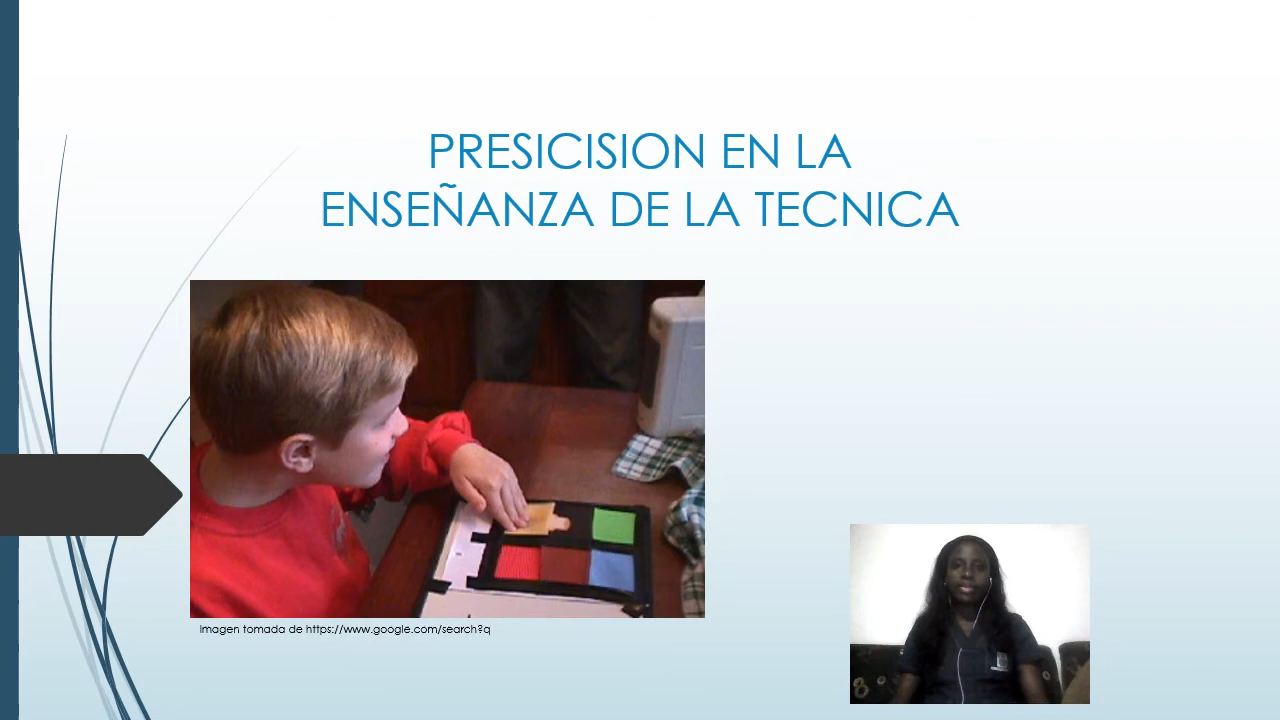 PRESICISION EN LA
ENSEÑANZA DE LA TECNICA
Imagen tomada de https://www.google.com/search?q